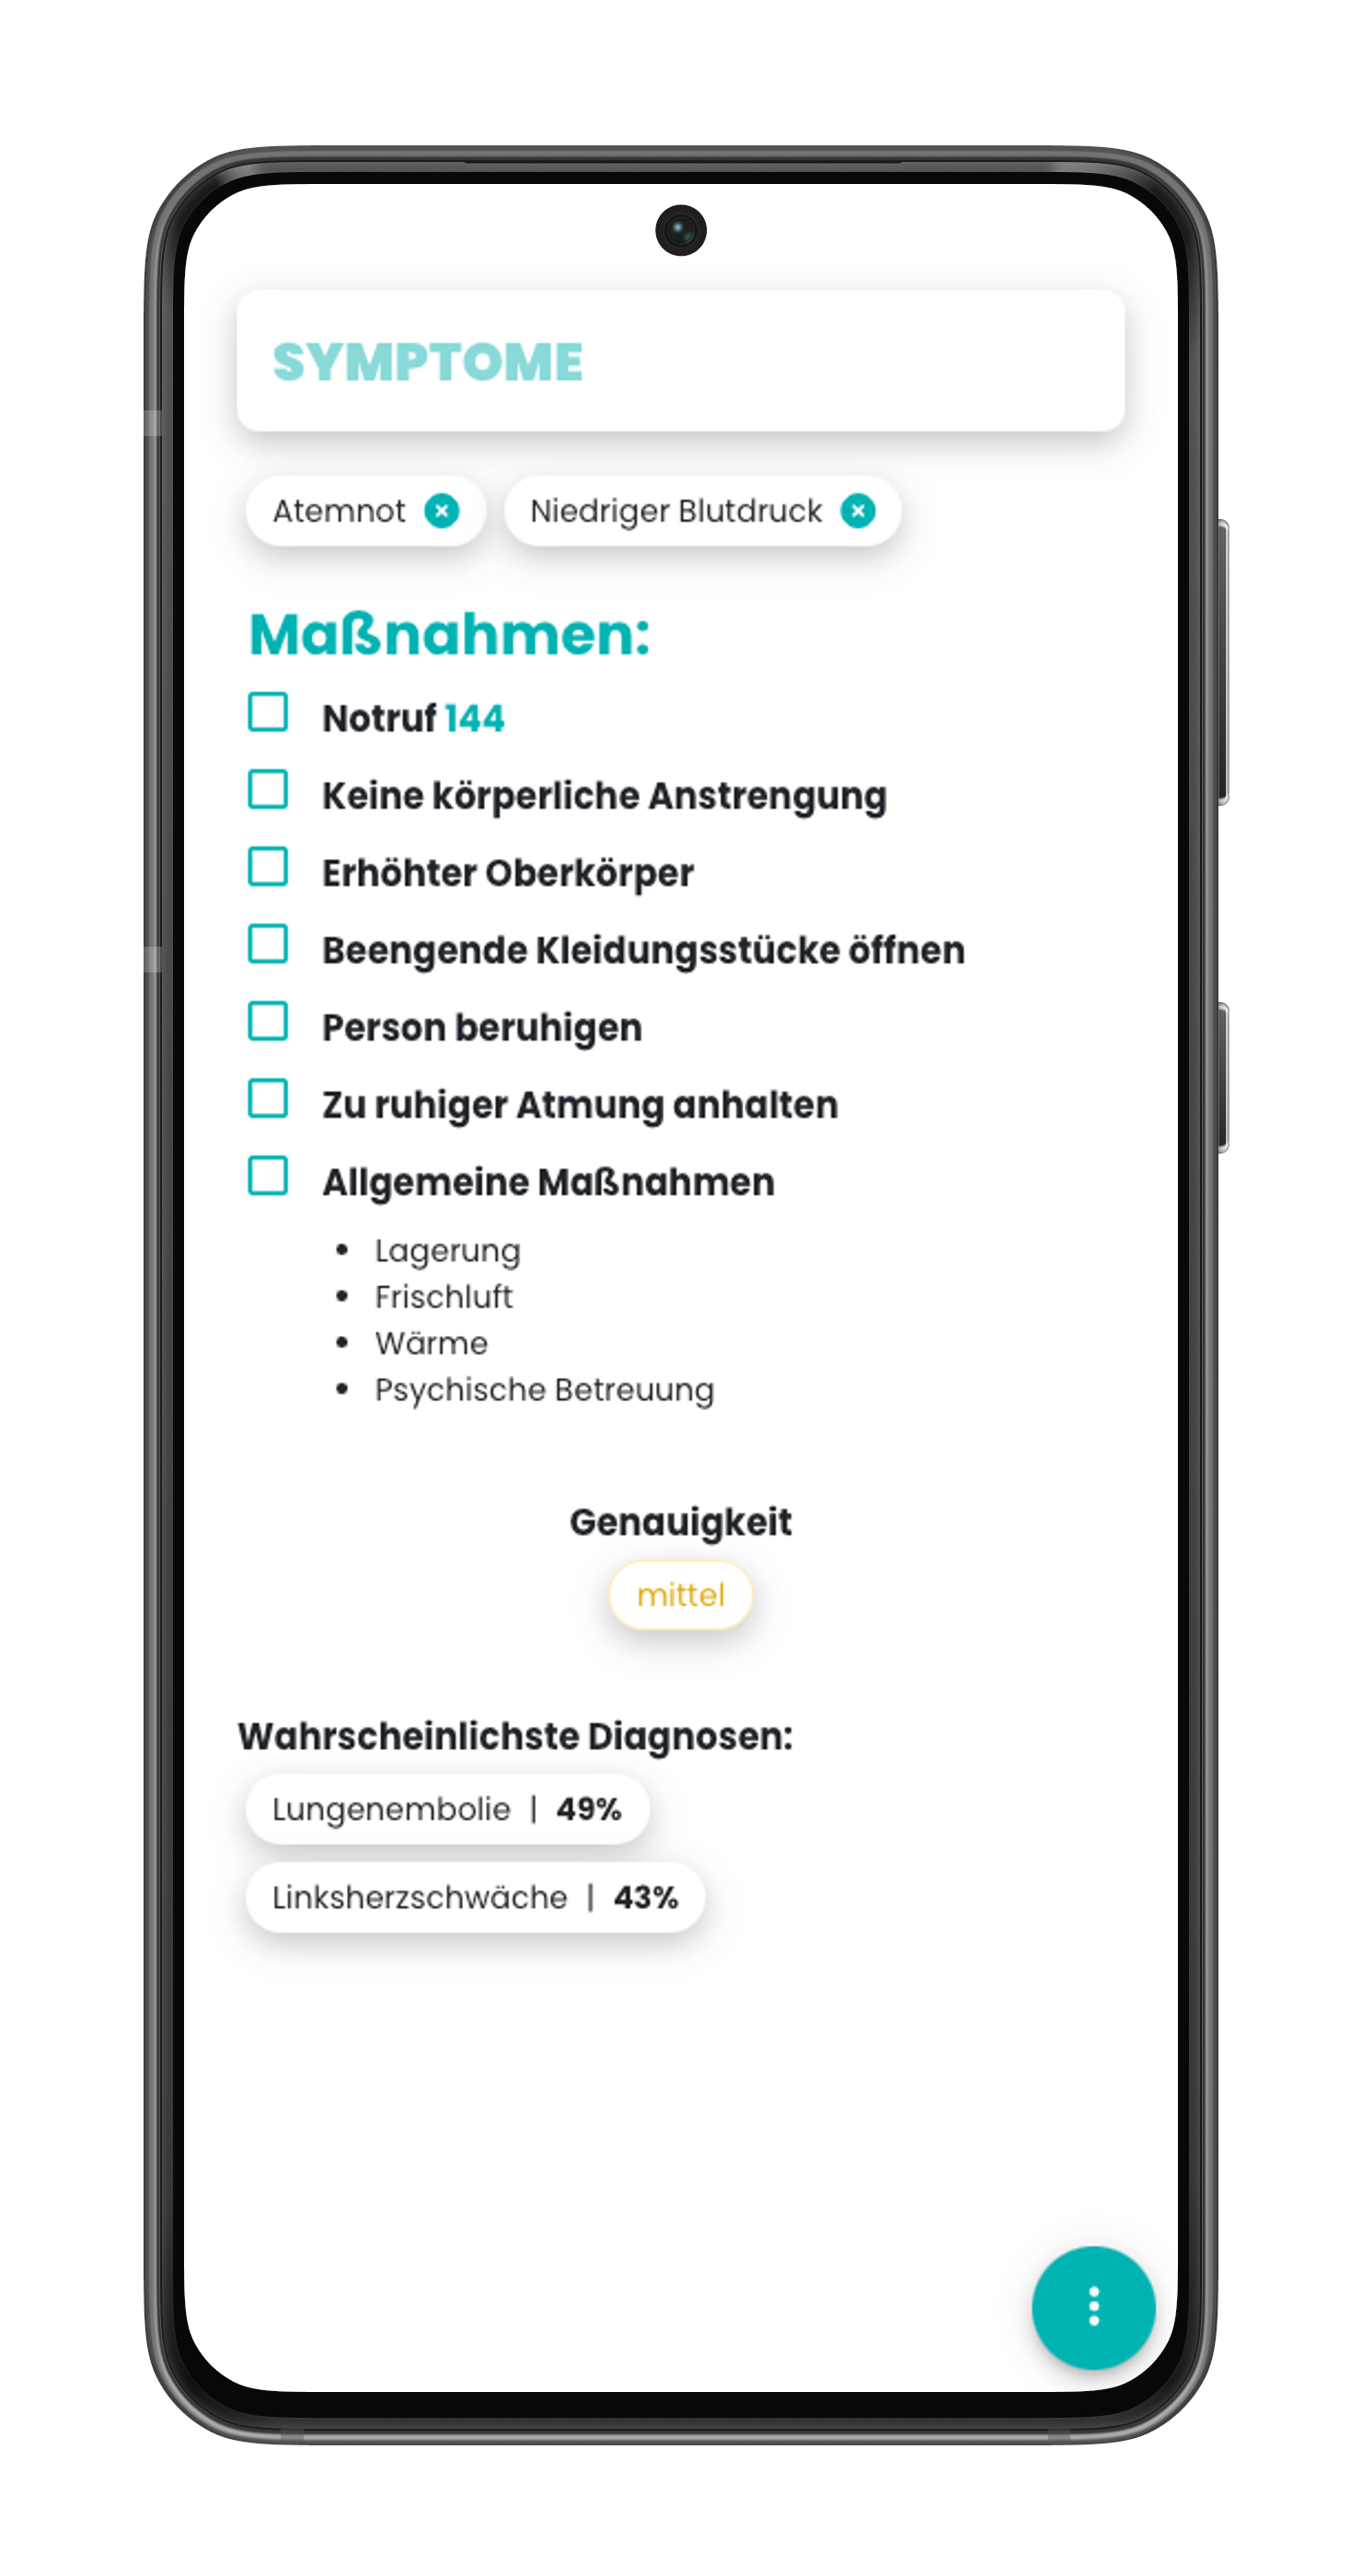 SYMPTOME
Atemnot Niedriger Blutdruck
Maßnahmen:
Notruf 144
Keine körperliche Anstrengung
Erhöhter Oberkörper
Beengende Kleidungsstücke öffnen
Person beruhigen
Zu ruhiger Atmung anhalten
Allgemeine Maßnahmen
• Lagerung
• Frischluft
• Wärme
• Psychische Betreuung
Genauigkeit
mittel
Wahrscheinlichste Diagnosen:
Lungenembolie | 49%
Linksherzschwäche | 43%